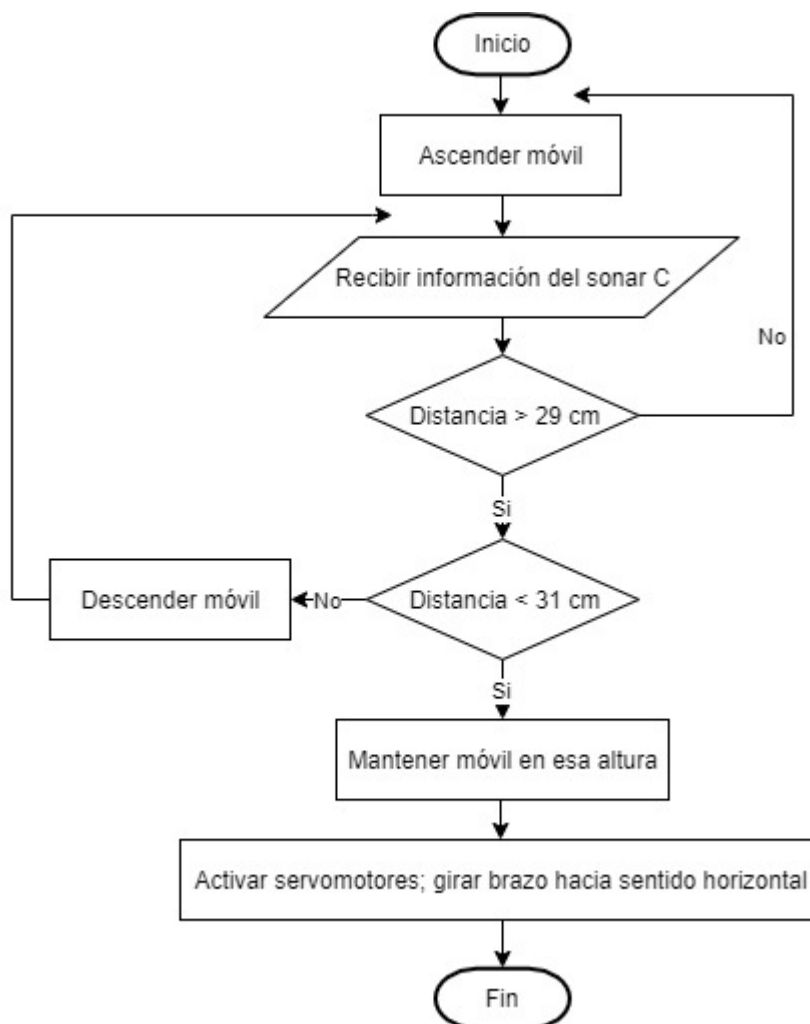 Inicio
Ascender móvil
Recibir información del sonar C
No
Distancia > 29 cm
Si
Descender móvil
No
Distancia < 31 cm
Si
Mantener móvil en esa altura
Activar servomotores; girar brazo hacia sentido horizontal
Fin